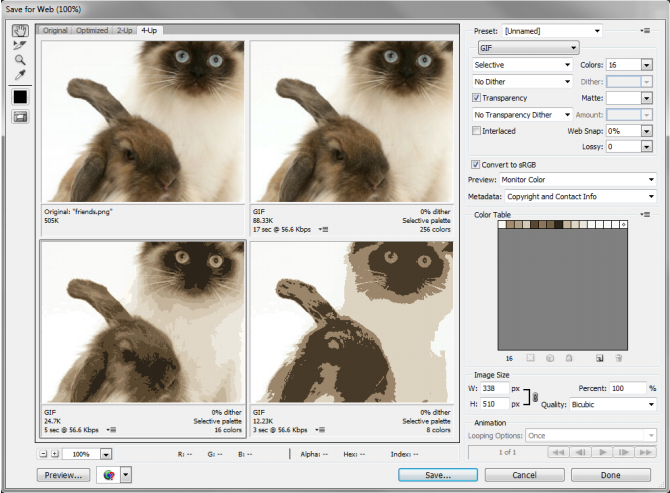 Save for Web (100%)
Original Optimized 2-Up 4-Up
Original: "friends.png"
505K
GIF 0% dither
88.33K Selective palette
17 sec @ 56.6 Kbps 256 colors
GIF 0% dither
24.7K Selective palette
5 sec @ 56.6 Kbps 16 colors
GIF 0% dither
12.23K Selective palette
3 sec @ 56.6 Kbps 8 colors
100% R: -- G: -- B: -- Alpha: -- Hex: -- Index: --
Preview...
Preset: [Unnamed]
GIF
Selective Colors: 16
No Dither Dither:
Transparency Matte:
No Transparency Dither Amount:
Interlaced Web Snap: 0%
Lossy: 0
Convert to sRGB
Preview: Monitor Color
Metadata: Copyright and Contact Info
Color Table
16
Image Size
W: 338 px Percent: 100 %
H: 510 px Quality: Bicubic
Animation
Looping Options: Once
1 of 1
Save... Cancel Done